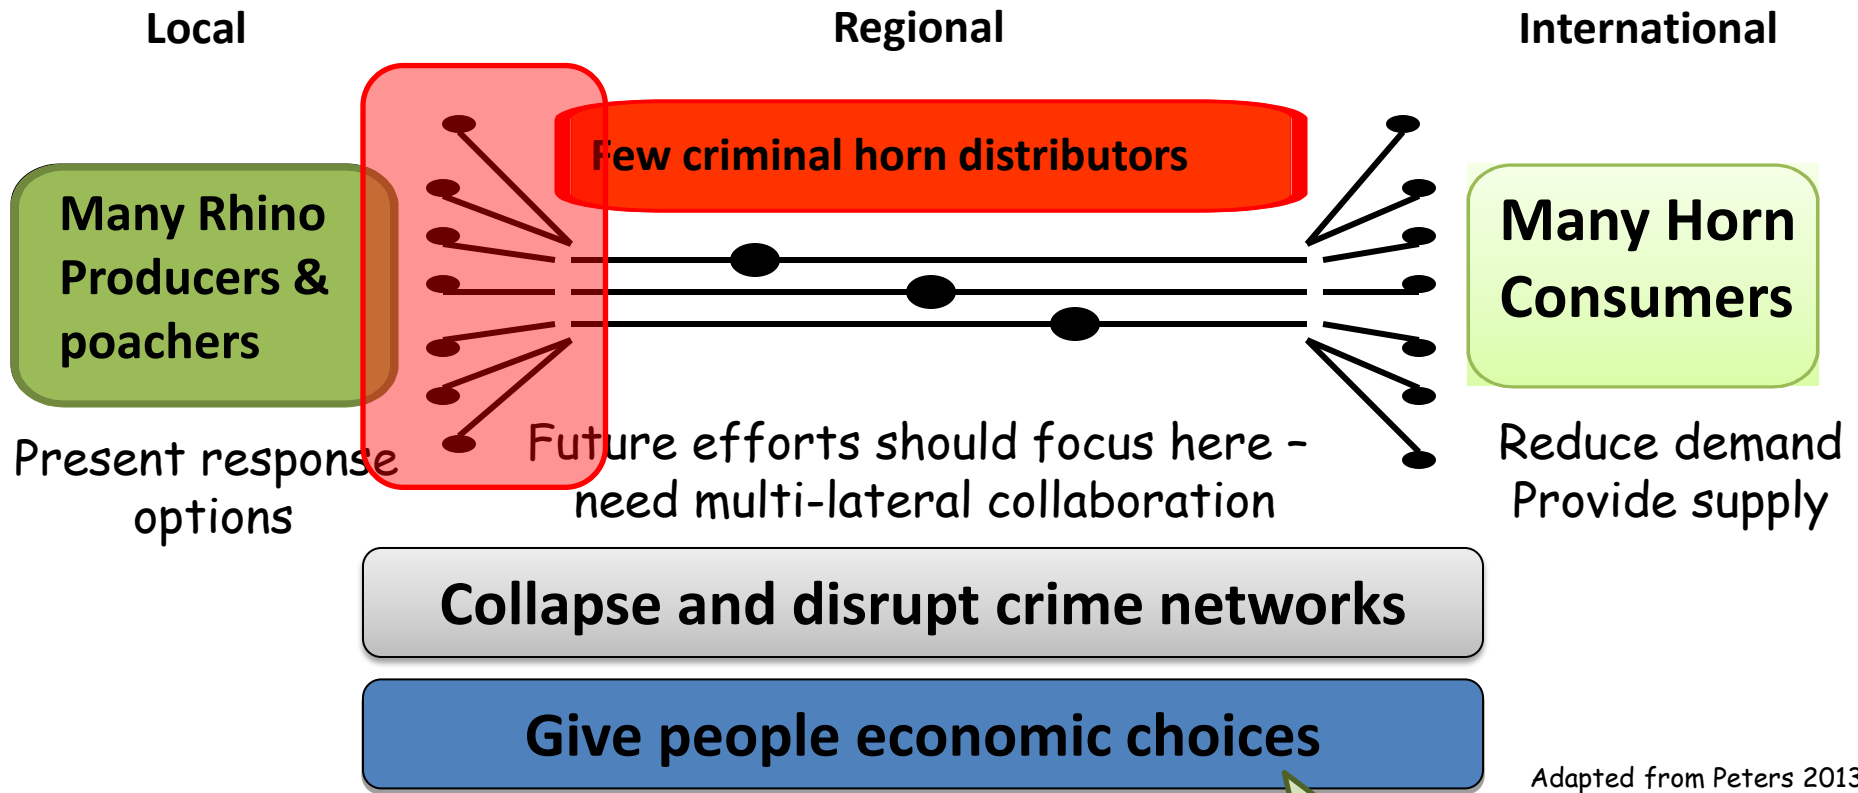 Local
Regional
International
Few criminal horn distributors
Many Rhino
Producers &
poachers
Many Horn
Consumers
Present response
options
Future efforts should focus here –
need multi-lateral collaboration
Reduce demand
Provide supply
Collapse and disrupt crime networks
Give people economic choices
Adapted from Peters 2013